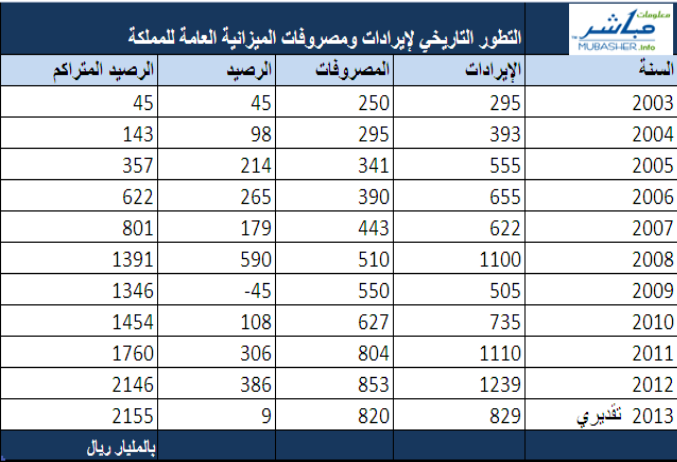 معلومات
مباشر
MUBASHER.Info
التطور التاريخي لإيرادات ومصروفات الميزانية العامة للمملكة
السنة الإيرادات المصروفات الرصيد الرصيد المتراكم
2003 295 250 45 45
2004 393 295 98 143
2005 555 341 214 357
2006 655 390 265 622
2007 622 443 179 801
2008 1100 510 590 1391
2009 505 550 -45 1346
2010 735 627 108 1454
2011 1110 804 306 1760
2012 1239 853 386 2146
2013 تقديري 829 820 9 2155
بالمليار ريال